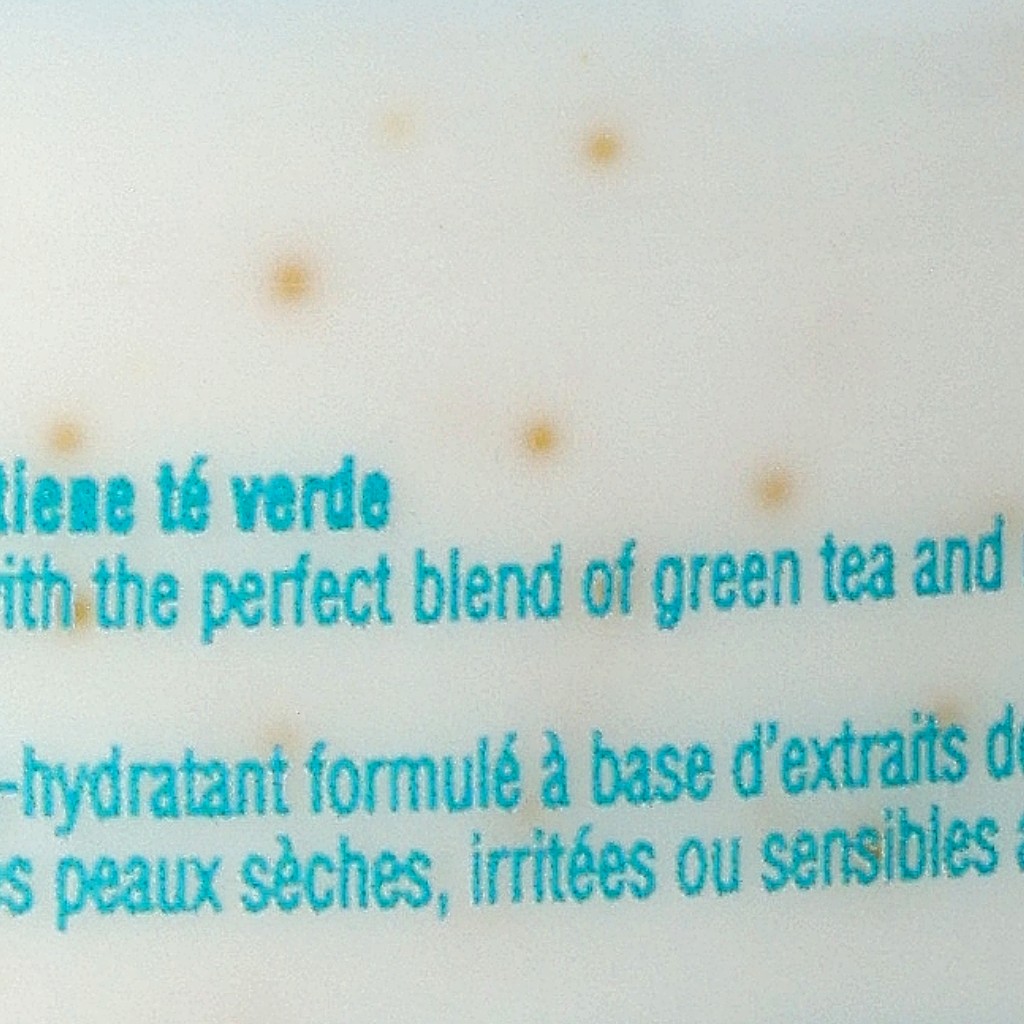 tiene té verde
ith the perfect blend of green tea and
-hydratant formulé à base d'extraits de
s peaux sèches, irritées ou sensibles